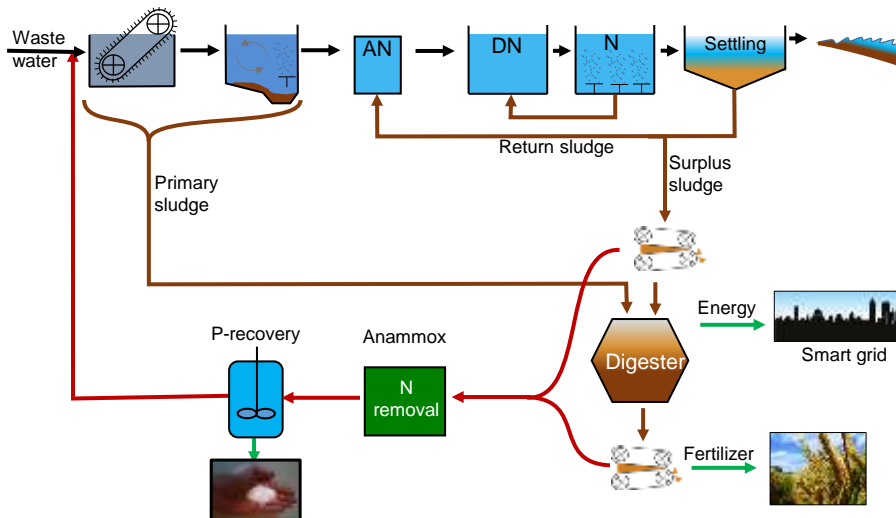 Waste
water
AN
DN
N
Settling
Return sludge
Surplus
sludge
Primary
sludge
Energy
Smart grid
P-recovery
Anammox
Digester
N
removal
Fertilizer